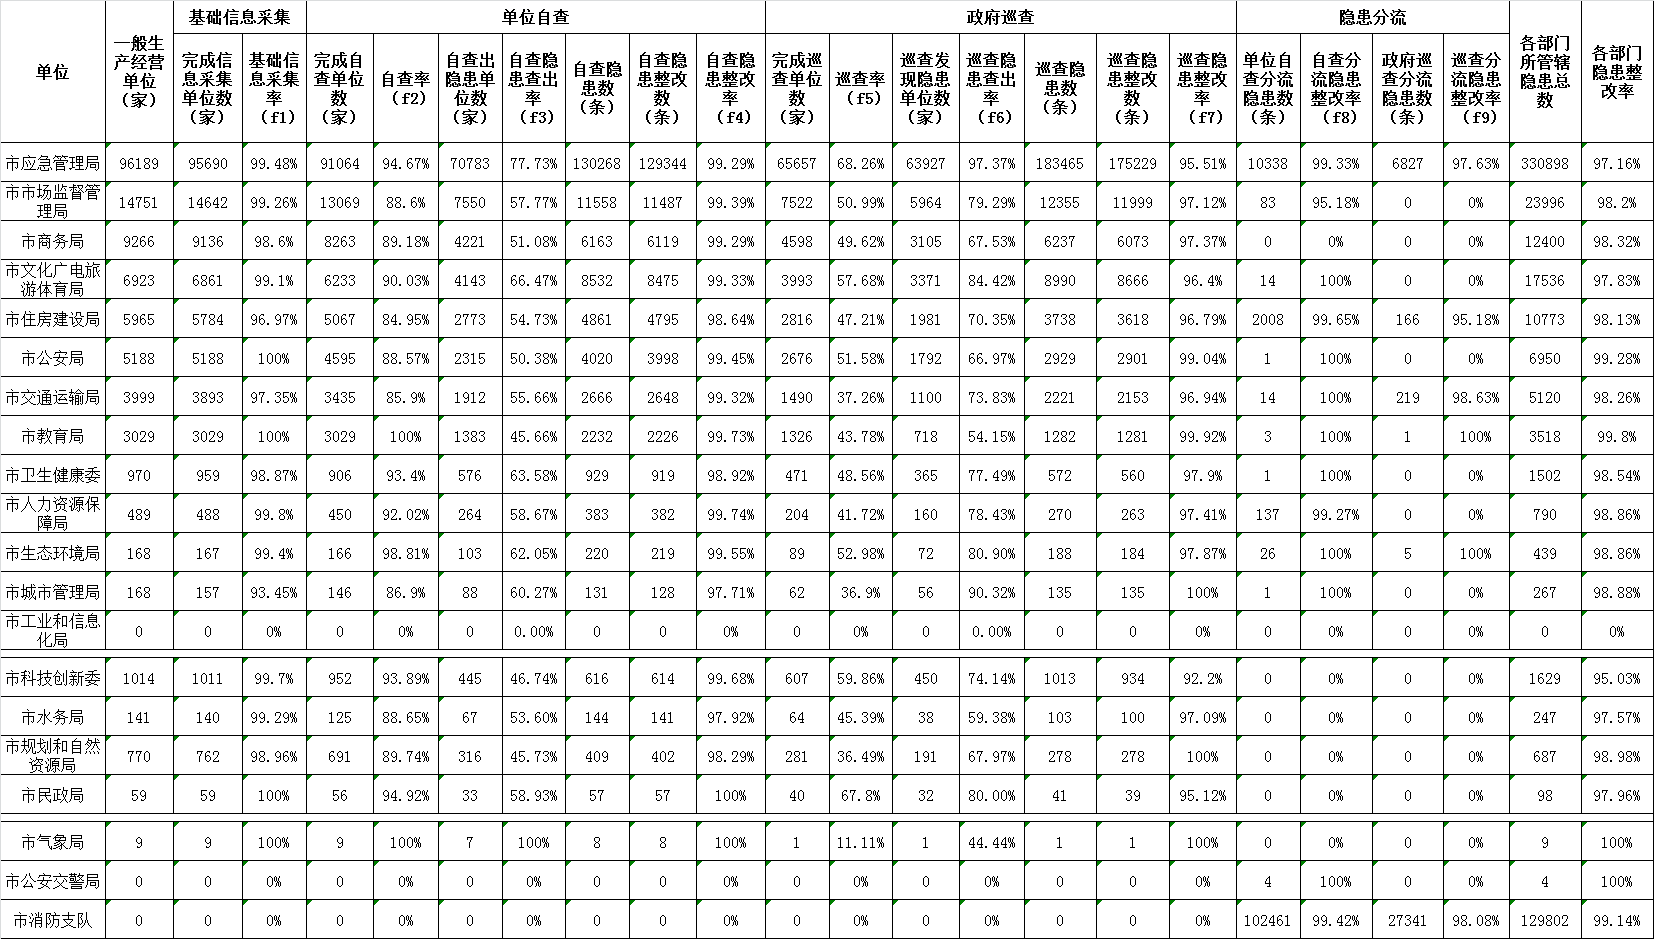 单位 一般生产经营单位（家） 基础信息采集 单位自查 政府巡查 隐患分流 各部门所管辖隐患总数 各部门隐患整改率
完成信息采集单位数（家） 基础信息采集率（f1） 完成自查单位数（家） 自查率（f2） 自查出隐患单位数（家） 自查隐患查出率（f3） 自查隐患数（条） 自查隐患整改数（条） 自查隐患整改率（f4） 完成巡查单位数（家） 巡查率（f5） 巡查发现隐患单位数（家） 巡查隐患查出率（f6） 巡查隐患数（条） 巡查隐患整改数（条） 巡查隐患整改率（f7） 单位自查分流隐患数（条） 自查分流隐患整改率（f8） 政府巡查分流隐患数（条） 巡查分流隐患整改率（f9）
市应急管理局 96189 95690 99.48% 91064 94.67% 70783 77.73% 130268 129344 99.29% 65657 68.26% 63927 97.37% 183465 175229 95.51% 10338 99.33% 6827 97.63% 330898 97.16%
市市场监督管理局 14751 14642 99.26% 13069 88.6% 7550 57.77% 11558 11487 99.39% 7522 50.99% 5964 79.29% 12355 11999 97.12% 83 95.18% 0 0% 23996 98.2%
市商务局 9266 9136 98.6% 8263 89.18% 4221 51.08% 6163 6119 99.29% 4598 49.62% 3105 67.53% 6237 6073 97.37% 0 0% 0 0% 12400 98.32%
市文化广电旅游体育局 6923 6861 99.1% 6233 90.03% 4143 66.47% 8532 8475 99.33% 3993 57.68% 3371 84.42% 8990 8666 96.4% 14 100% 0 0% 17536 97.83%
市住房建设局 5965 5784 96.97% 5067 84.95% 2773 54.73% 4861 4795 98.64% 2816 47.21% 1981 70.35% 3738 3618 96.79% 2008 99.65% 166 95.18% 10773 98.13%
市公安局 5188 5188 100% 4595 88.57% 2315 50.38% 4020 3998 99.45% 2676 51.58% 1792 66.97% 2929 2901 99.04% 1 100% 0 0% 6950 99.28%
市交通运输局 3999 3893 97.35% 3435 85.9% 1912 55.66% 2666 2648 99.32% 1490 37.26% 1100 73.83% 2221 2153 96.94% 14 100% 219 98.63% 5120 98.26%
市教育局 3029 3029 100% 3029 100% 1383 45.66% 2232 2226 99.73% 1326 43.78% 718 54.15% 1282 1281 99.92% 3 100% 1 100% 3518 99.8%
市卫生健康委 970 959 98.87% 906 93.4% 576 63.58% 929 919 98.92% 471 48.56% 365 77.49% 572 560 97.9% 1 100% 0 0% 1502 98.54%
市人力资源保障局 489 488 99.8% 450 92.02% 264 58.67% 383 382 99.74% 204 41.72% 160 78.43% 270 263 97.41% 137 99.27% 0 0% 790 98.86%
市生态环境局 168 167 99.4% 166 98.81% 103 62.05% 220 219 99.55% 89 52.98% 72 80.90% 188 184 97.87% 26 100% 5 100% 439 98.86%
市城市管理局 168 157 93.45% 146 86.9% 88 60.27% 131 128 97.71% 62 36.9% 56 90.32% 135 135 100% 1 100% 0 0% 267 98.88%
市工业和信息化局 0 0 0% 0 0% 0 0.00% 0 0 0% 0 0% 0 0.00% 0 0 0% 0 0% 0 0% 0 0%
市科技创新委 1014 1011 99.7% 952 93.89% 445 46.74% 616 614 99.68% 607 59.86% 450 74.14% 1013 934 92.2% 0 0% 0 0% 1629 95.03%
市水务局 141 140 99.29% 125 88.65% 67 53.60% 144 141 97.92% 64 45.39% 38 59.38% 103 100 97.09% 0 0% 0 0% 247 97.57%
市规划和自然资源局 770 762 98.96% 691 89.74% 316 45.73% 409 402 98.29% 281 36.49% 191 67.97% 278 278 100% 0 0% 0 0% 687 98.98%
市民政局 59 59 100% 56 94.92% 33 58.93% 57 57 100% 40 67.8% 32 80.00% 41 39 95.12% 0 0% 0 0% 98 97.96%
市气象局 9 9 100% 9 100% 7 100% 8 8 100% 1 11.11% 1 44.44% 1 1 100% 0 0% 0 0% 9 100%
市公安交警局 0 0 0% 0 0% 0 0% 0 0 0% 0 0% 0 0% 0 0 0% 4 100% 0 0% 4 100%
市消防支队 0 0 0% 0 0% 0 0% 0 0 0% 0 0% 0 0% 0 0 0% 102461 99.42% 27341 98.08% 129802 99.14%